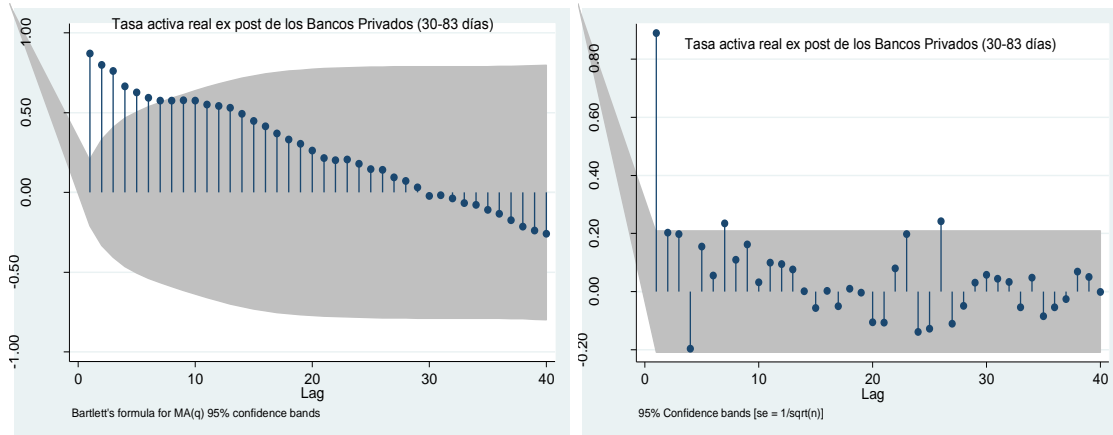 Tasa activa real ex post de los Bancos Privados (30-83 días)
1.00
0.50
0.00
-0.50
-1.00
0 10 20 30 40
Lag
Bartlett's formula for MA(q) 95% confidence bands
Tasa activa real ex post de los Bancos Privados (30-83 días)
0.80
0.60
0.40
0.20
0.00
-0.20
0 10 20 30 40
Lag
95% Confidence bands [se = 1/sqrt(n)]